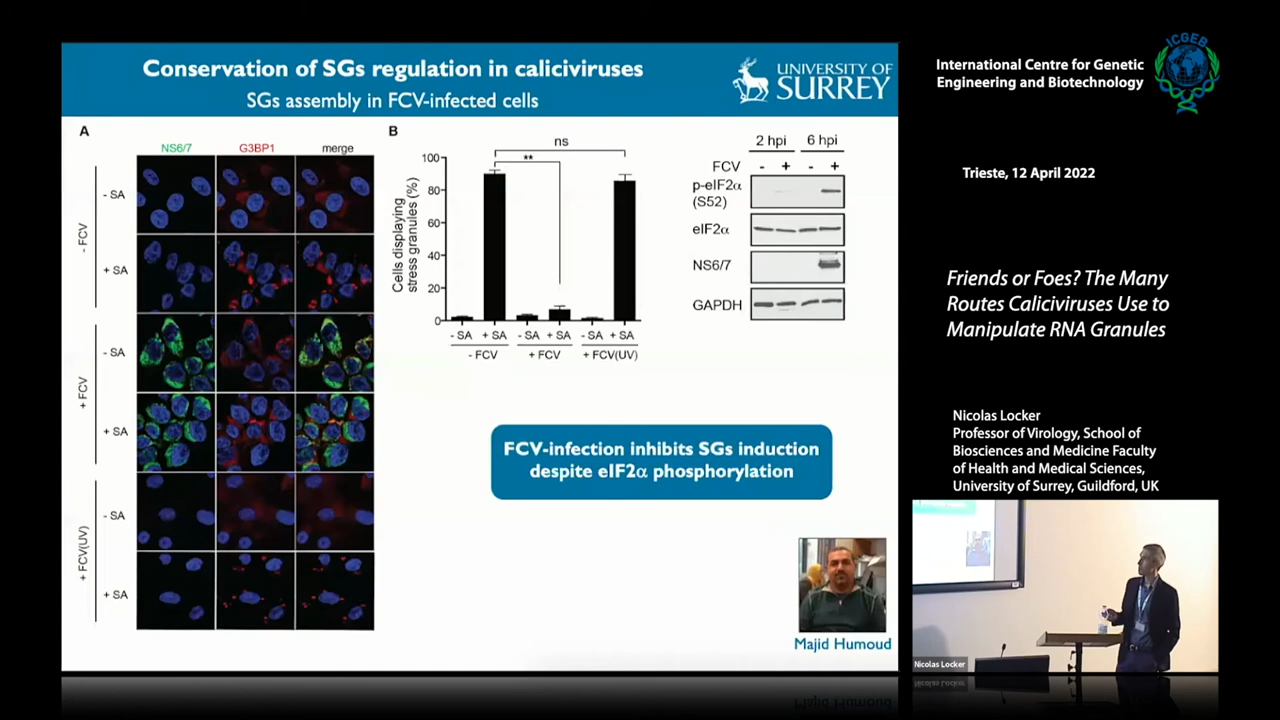 Conservation of SGs regulation in caliciviruses
SGs assembly in FCV-infected cells
UNIVERSITY OF
SURREY
A
NS6/7 G3BP1 merge
- FCV
- SA
+ SA
+ FCV
- SA
+ SA
+ FCV(UV)
- SA
+ SA
B
Cells displaying
stress granules (%)
100
80
60
40
20
0
ns
**
- SA + SA - SA + SA - SA + SA
- FCV + FCV + FCV(UV)
2 hpi 6 hpi
FCV - + - +
p-eIF2α
(S52)
eIF2α
NS6/7
GAPDH
FCV-infection inhibits SGs induction
despite eIF2α phosphorylation
Majid Humoud
International Centre for Genetic
Engineering and Biotechnology
ICGEB
Trieste, 12 April 2022
Friends or Foes? The Many
Routes Caliciviruses Use to
Manipulate RNA Granules
Nicolas Locker
Professor of Virology, School of
Biosciences and Medicine Faculty
of Health and Medical Sciences,
University of Surrey, Guildford, UK
Nicolas Locker